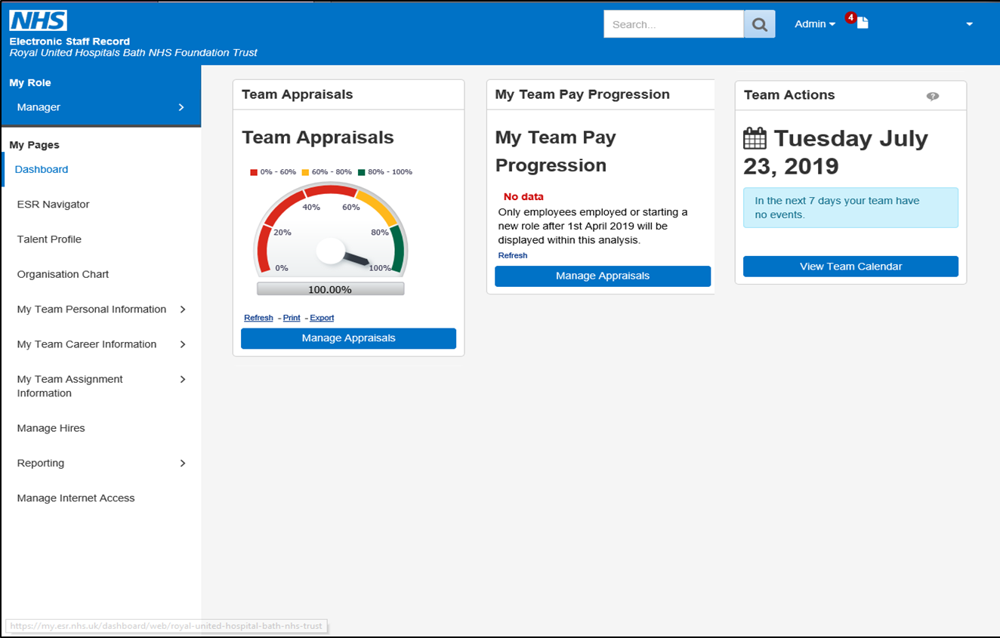 NHS
Electronic Staff Record
Royal United Hospitals Bath NHS Foundation Trust
Search...
Admin
4
My Role
Manager
My Pages
Dashboard
ESR Navigator
Talent Profile
Organisation Chart
My Team Personal Information
My Team Career Information
My Team Assignment
Information
Manage Hires
Reporting
Manage Internet Access
Team Appraisals
Team Appraisals
0% - 60% 60% - 80% 80% - 100%
40% 60%
20% 80%
0% 100%
100.00%
Refresh - Print - Export
Manage Appraisals
My Team Pay Progression
My Team Pay
Progression
No data
Only employees employed or starting a
new role after 1st April 2019 will be
displayed within this analysis.
Refresh
Manage Appraisals
Team Actions
?
Tuesday July
23, 2019
In the next 7 days your team have
no events.
View Team Calendar
https://my.esr.nhs.uk/dashboard/web/royal-united-hospital-bath-nhs-trust